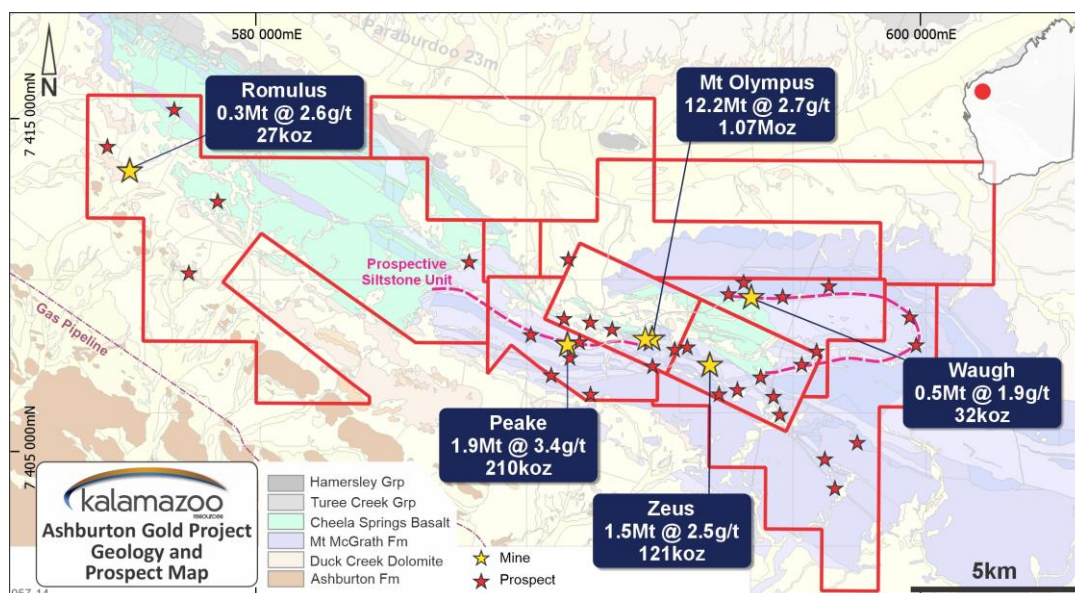 580 000mE
600 000mE
Paraburdoo 23m
N
7 415 000mN
7 405 000mN
Romulus
0.3Mt @ 2.6g/t
27koz
Mt Olympus
12.2Mt @ 2.7g/t
1.07Moz
Prospective
Siltstone Unit
Gas Pipeline
Waugh
0.5Mt @ 1.9g/t
32koz
Peake
1.9Mt @ 3.4g/t
210koz
Zeus
1.5Mt @ 2.5g/t
121koz
kalamazoo
resources
Ashburton Gold Project
Geology and
Prospect Map
Hamersley Grp
Turee Creek Grp
Cheela Springs Basalt
Mt McGrath Fm
Duck Creek Dolomite
Ashburton Fm
Mine
Prospect
5km